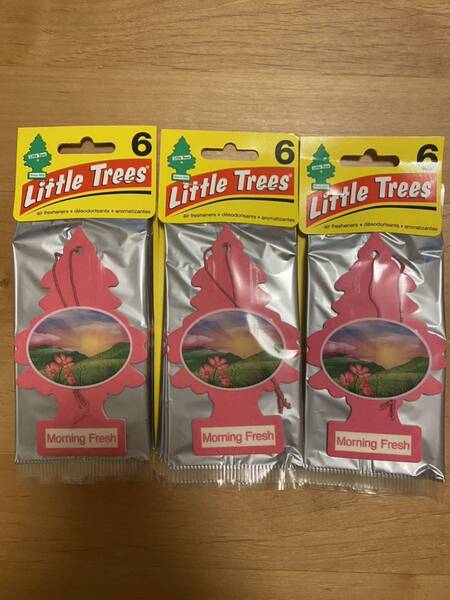 6
Little Trees
air fresheners • désodorisants • aromatizantes
Morning Fresh
6
Little Trees
air fresheners • désodorisants • aromatizantes
Morning Fresh
6
Little Trees
air fresheners • désodorisants • aromatizantes
Morning Fresh